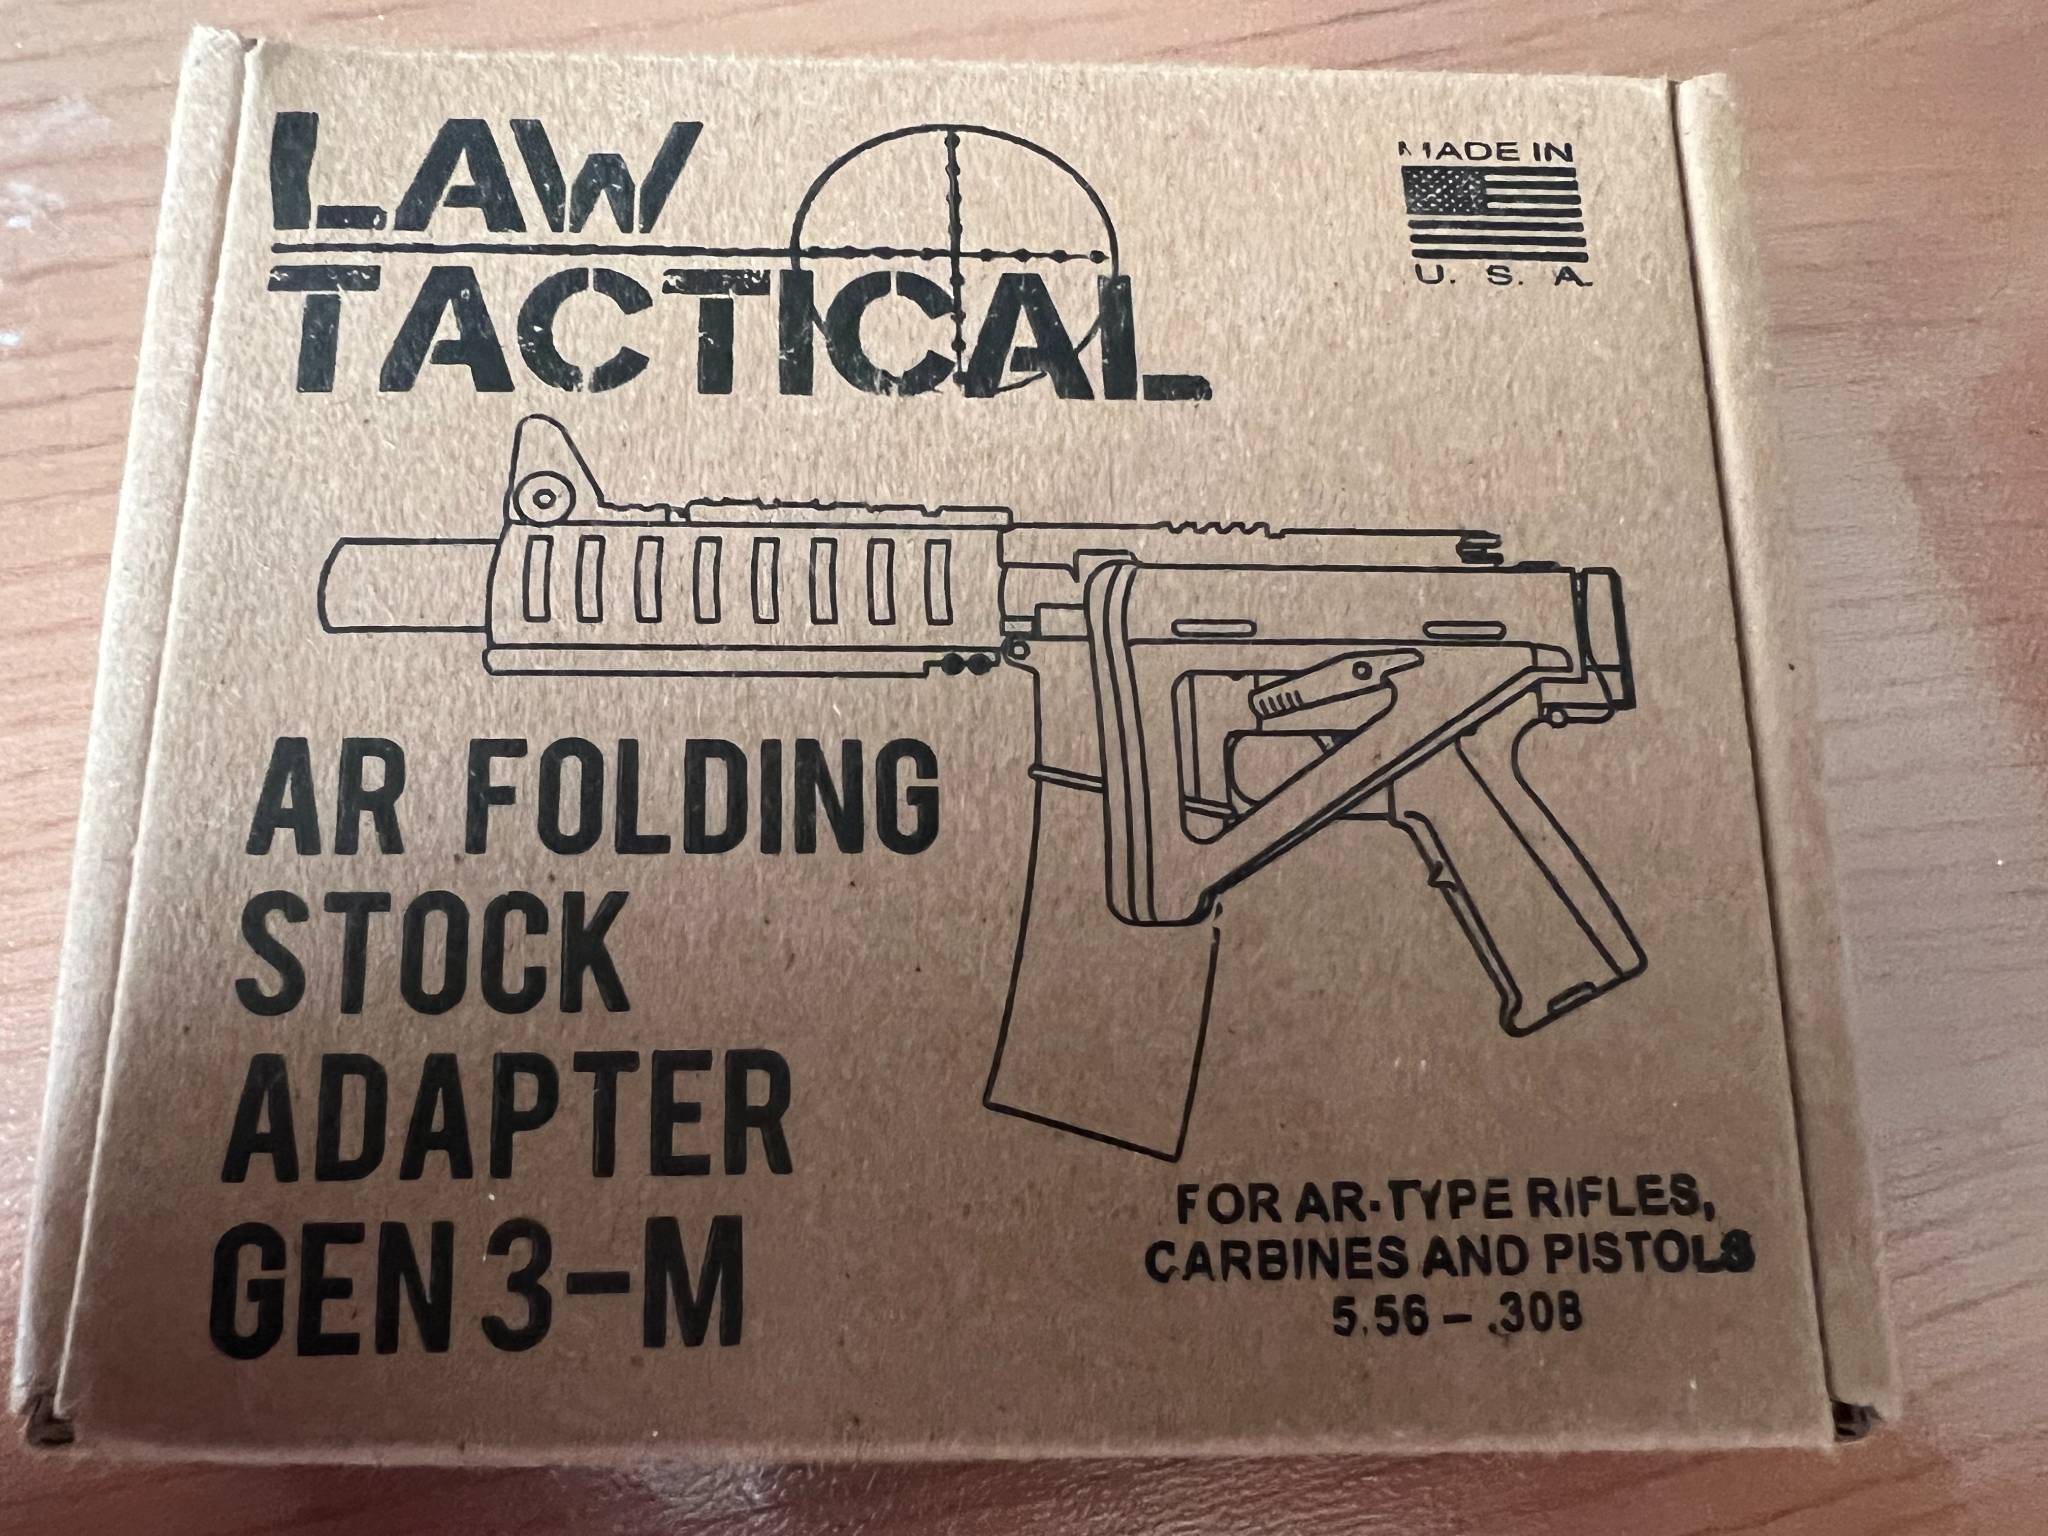 LAW
TACTICAL
MADE IN
U. S. A.
AR FOLDING
STOCK
ADAPTER
GEN 3-M
FOR AR-TYPE RIFLES,
CARBINES AND PISTOLS
5.56 - .308